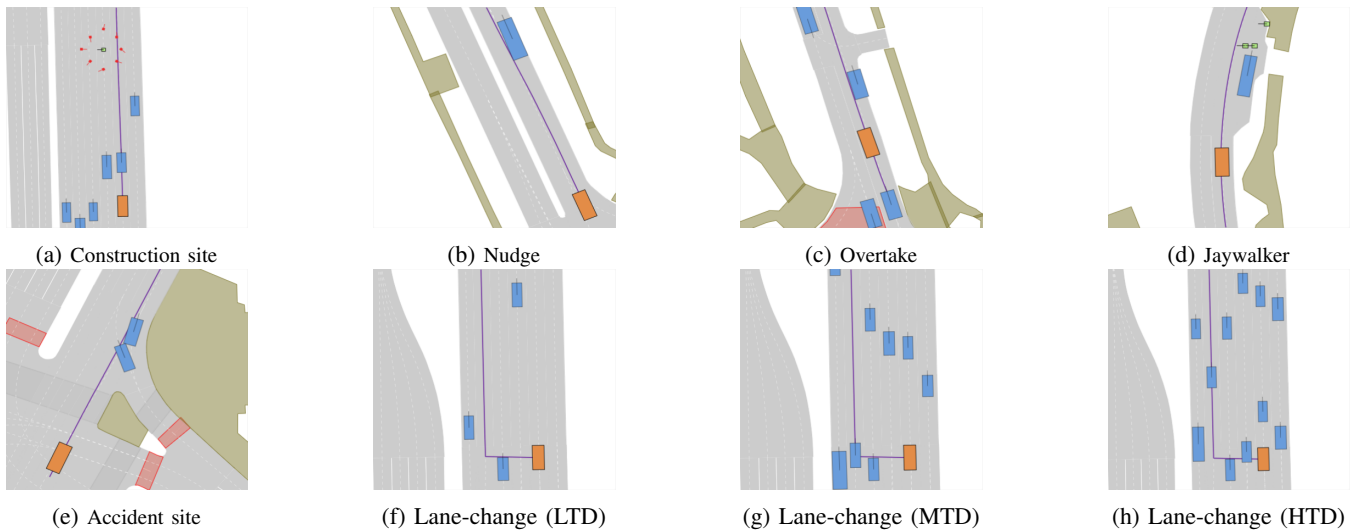 (a) Construction site
(b) Nudge
(c) Overtake
(d) Jaywalker
(e) Accident site
(f) Lane-change (LTD)
(g) Lane-change (MTD)
(h) Lane-change (HTD)